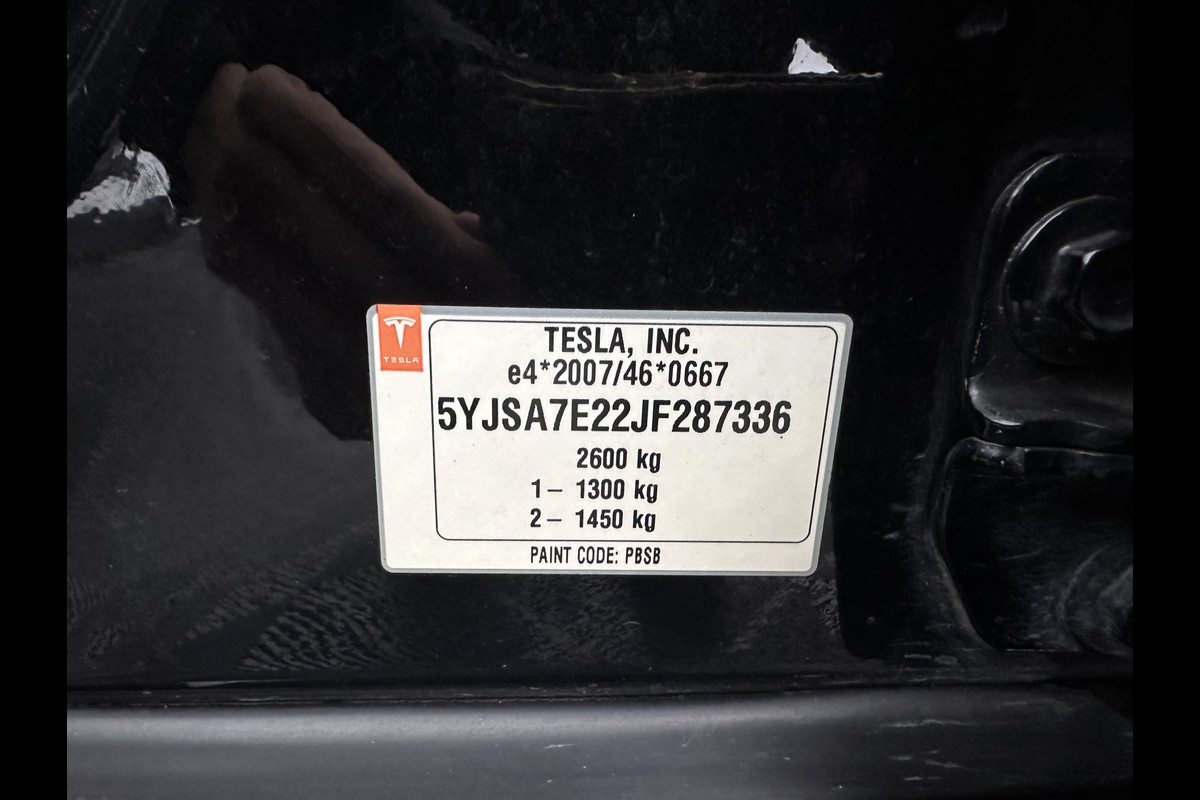 TESLA
TESLA, INC.
e4*2007/46*0667
5YJSA7E22JF287336
2600 kg
1– 1300 kg
2– 1450 kg
PAINT CODE: PBSB